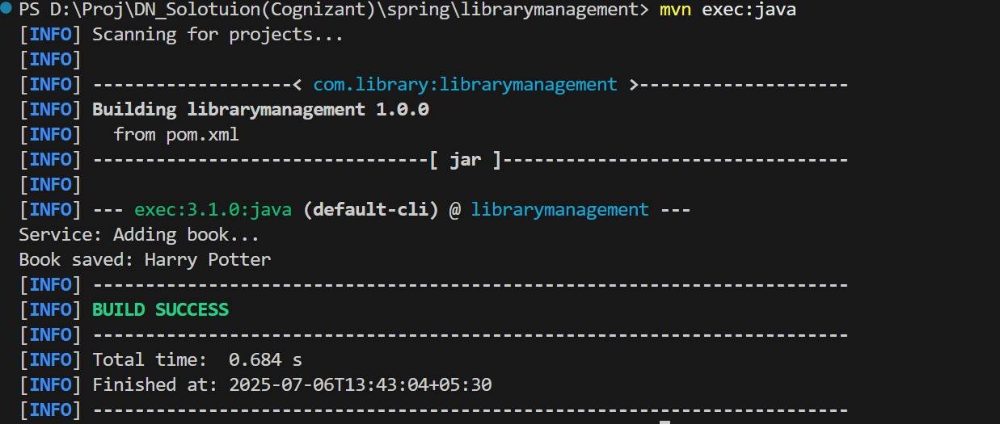 PS D:\Proj\DN_Solotuion(Cognizant)\spring\librarymanagement> mvn exec:java
[INFO] Scanning for projects...
[INFO]
[INFO] -------------------< com.library:librarymanagement >--------------------
[INFO] Building librarymanagement 1.0.0
[INFO]   from pom.xml
[INFO] --------------------------------[ jar ]---------------------------------
[INFO]
[INFO] --- exec:3.1.0:java (default-cli) @ librarymanagement ---
Service: Adding book...
Book saved: Harry Potter
[INFO] ------------------------------------------------------------------------
[INFO] BUILD SUCCESS
[INFO] ------------------------------------------------------------------------
[INFO] Total time:  0.684 s
[INFO] Finished at: 2025-07-06T13:43:04+05:30
[INFO] ------------------------------------------------------------------------